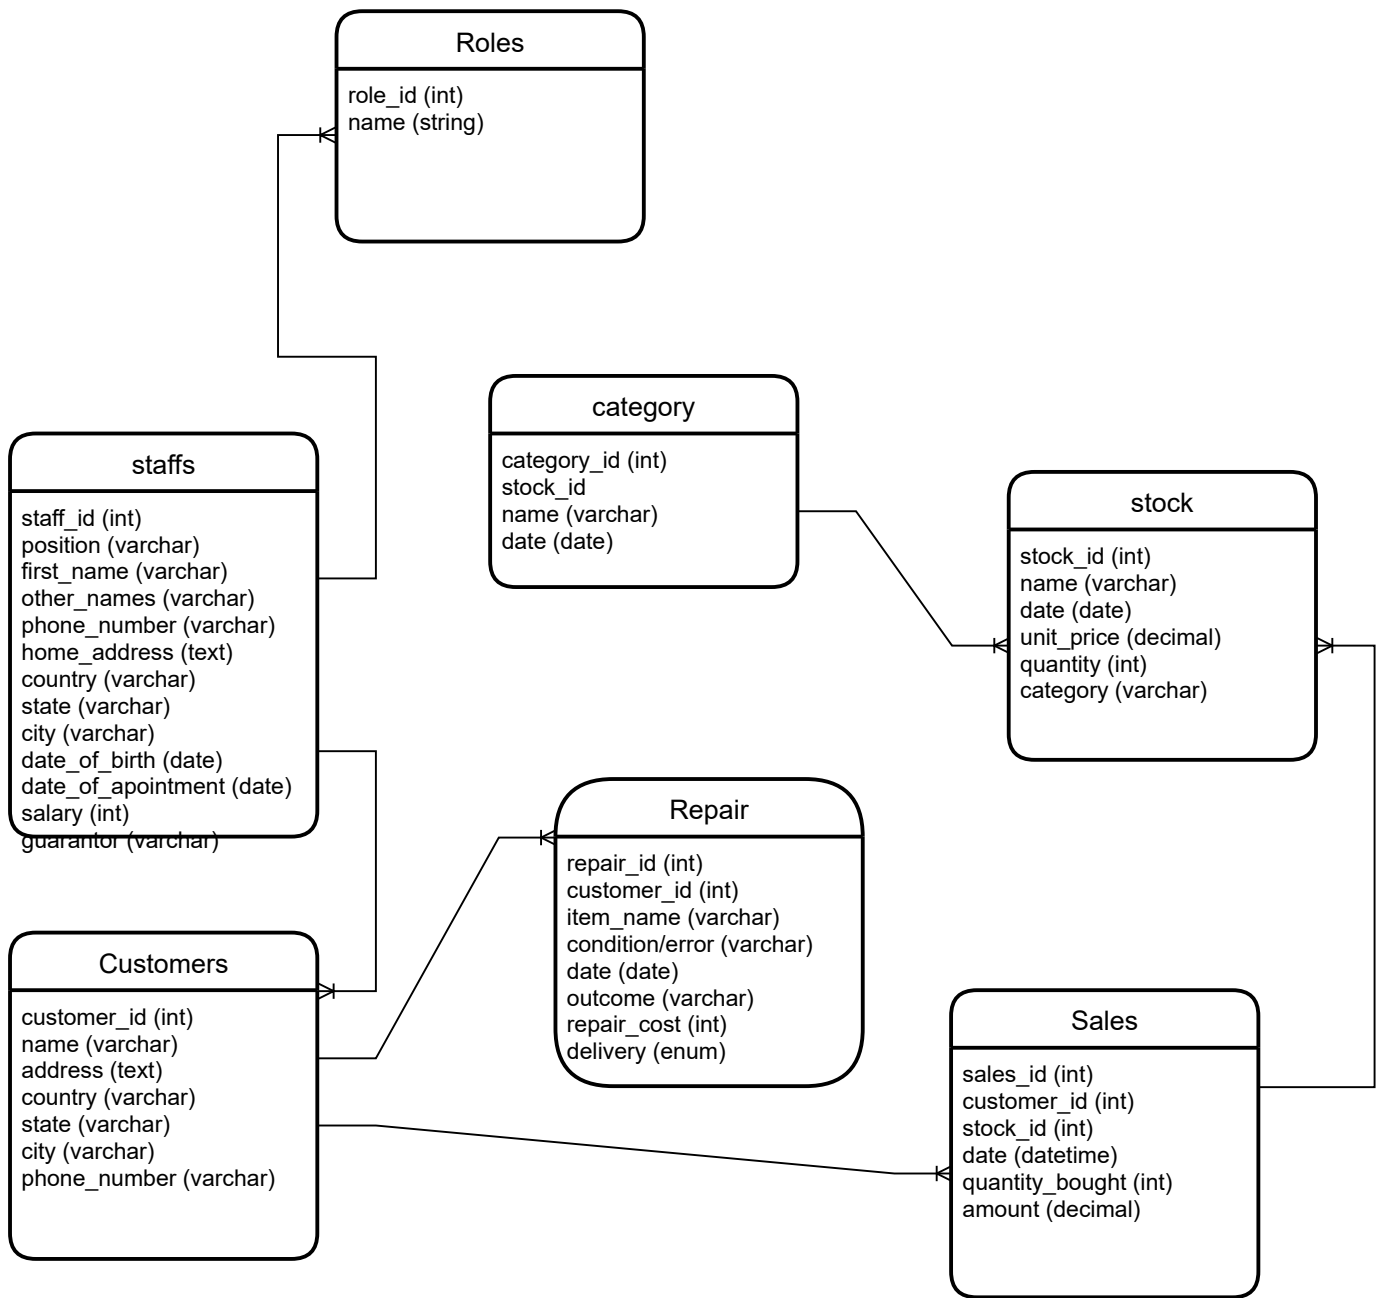 Roles
role_id (int)
name (string)
category
category_id (int)
stock_id
name (varchar)
date (date)
staffs
staff_id (int)
position (varchar)
first_name (varchar)
other_names (varchar)
phone_number (varchar)
home_address (text)
country (varchar)
state (varchar)
city (varchar)
date_of_birth (date)
date_of_apointment (date)
salary (int)
guarantor (varchar)
stock
stock_id (int)
name (varchar)
date (date)
unit_price (decimal)
quantity (int)
category (varchar)
Repair
repair_id (int)
customer_id (int)
item_name (varchar)
condition/error (varchar)
date (date)
outcome (varchar)
repair_cost (int)
delivery (enum)
Customers
customer_id (int)
name (varchar)
address (text)
country (varchar)
state (varchar)
city (varchar)
phone_number (varchar)
Sales
sales_id (int)
customer_id (int)
stock_id (int)
date (datetime)
quantity_bought (int)
amount (decimal)